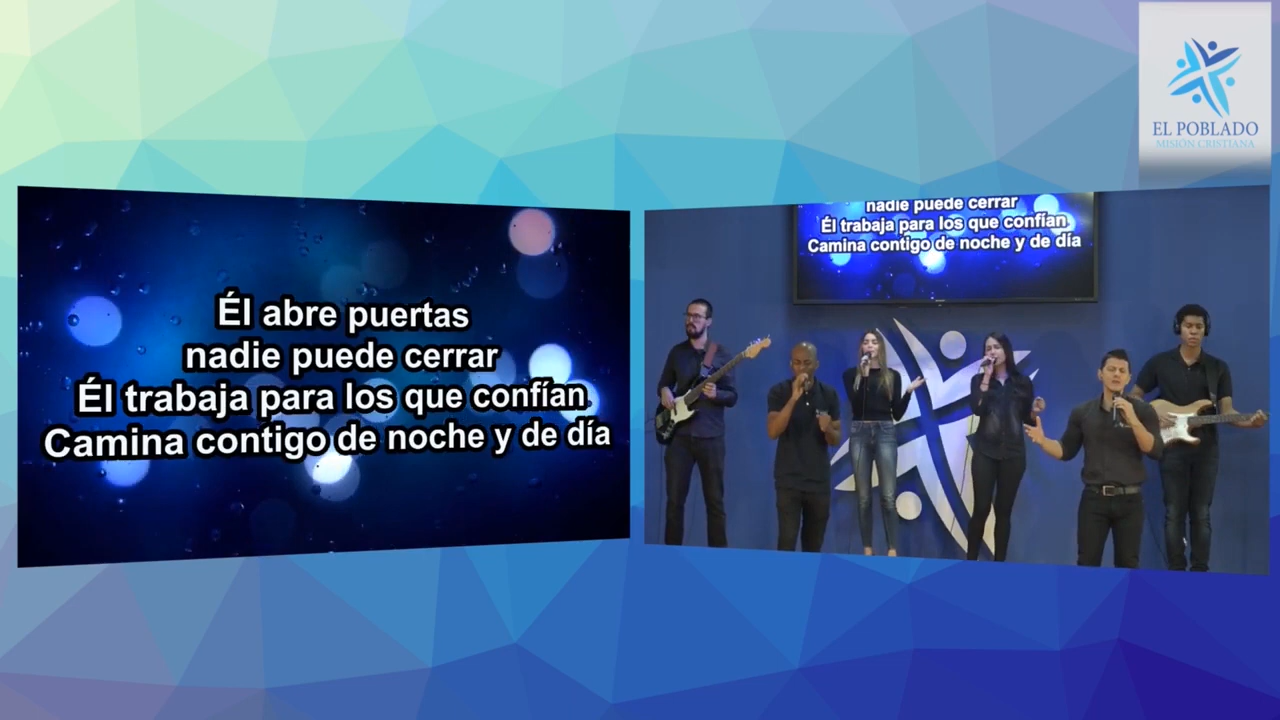 EL POBLADO
MISIÓN CRISTIANA
Él abre puertas
nadie puede cerrar
Él trabaja para los que confían
Camina contigo de noche y de día
nadie puede cerrar
Él trabaja para los que confían
Camina contigo de noche y de día